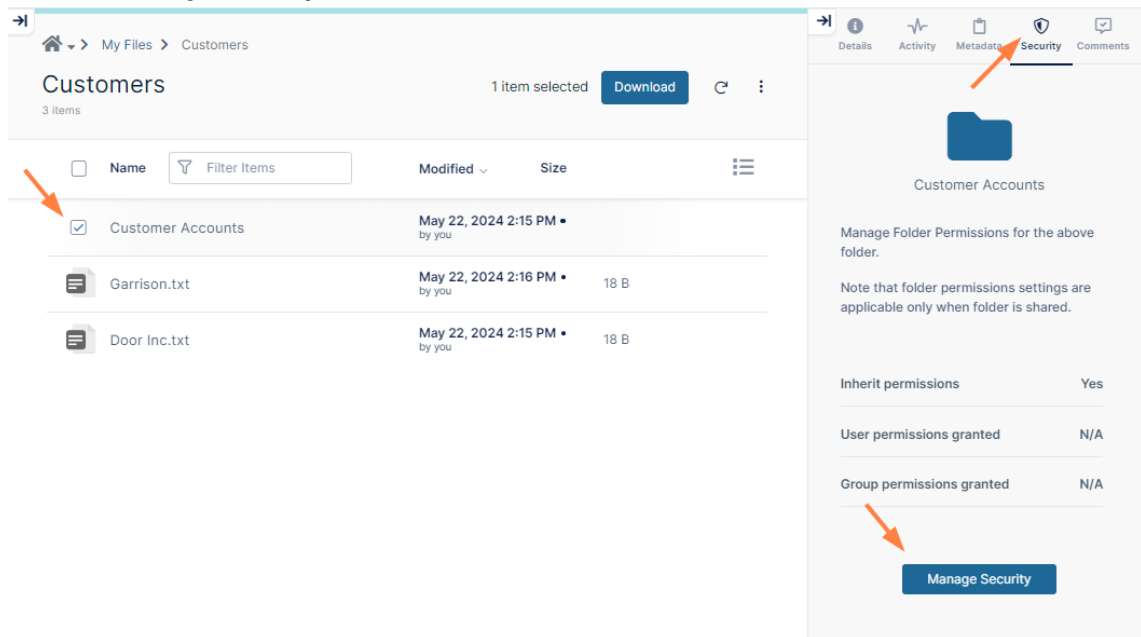 My Files > Customers
Customers
3 items
1 item selected
Download
Name
Filter Items
Modified
Size
Customer Accounts
May 22, 2024 2:15 PM •
by you
Garrison.txt
May 22, 2024 2:16 PM •
by you
18 B
Door Inc.txt
May 22, 2024 2:15 PM •
by you
18 B
Details
Activity
Metadata
Security
Comments
Customer Accounts
Manage Folder Permissions for the above
folder.
Note that folder permissions settings are
applicable only when folder is shared.
Inherit permissions Yes
User permissions granted N/A
Group permissions granted N/A
Manage Security